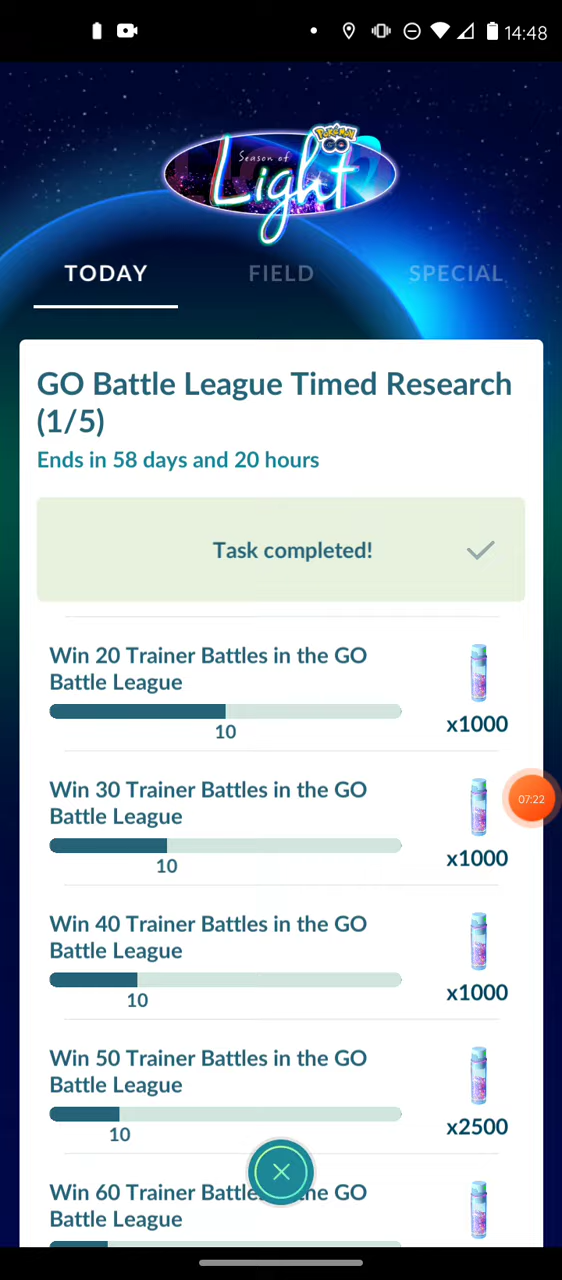 14:48
Pokémon
GO
Season of
Light
TODAY
FIELD
SPECIAL
GO Battle League Timed Research
(1/5)
Ends in 58 days and 20 hours
Task completed!
Win 20 Trainer Battles in the GO
Battle League
x1000
10
Win 30 Trainer Battles in the GO
Battle League
07:22
x1000
10
Win 40 Trainer Battles in the GO
Battle League
x1000
10
Win 50 Trainer Battles in the GO
Battle League
x2500
10
Win 60 Trainer Battle he GO
Battle League